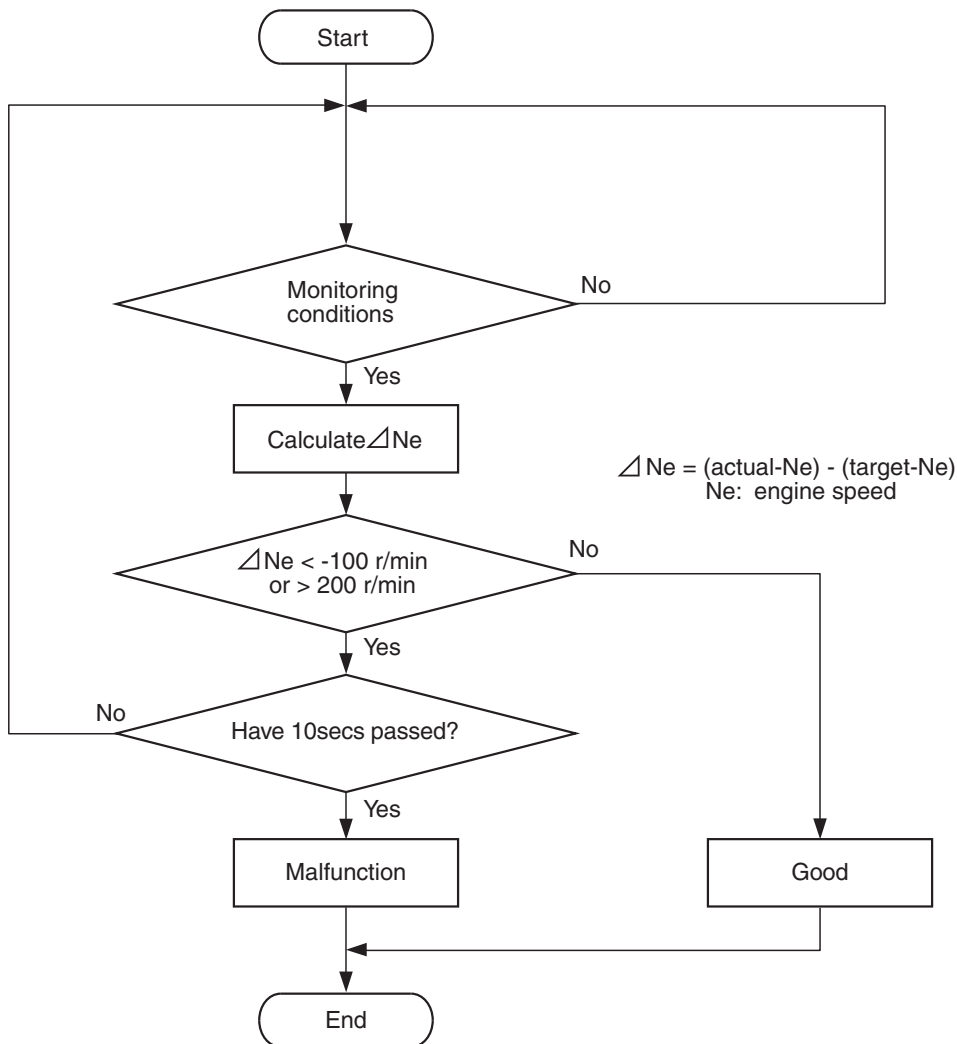 Start
Monitoring
conditions
No
Yes
Calculate⊿Ne
⊿Ne = (actual-Ne) - (target-Ne)
Ne: engine speed
⊿Ne < -100 r/min
or > 200 r/min
No
Yes
No
Have 10secs passed?
Yes
Malfunction
Good
End